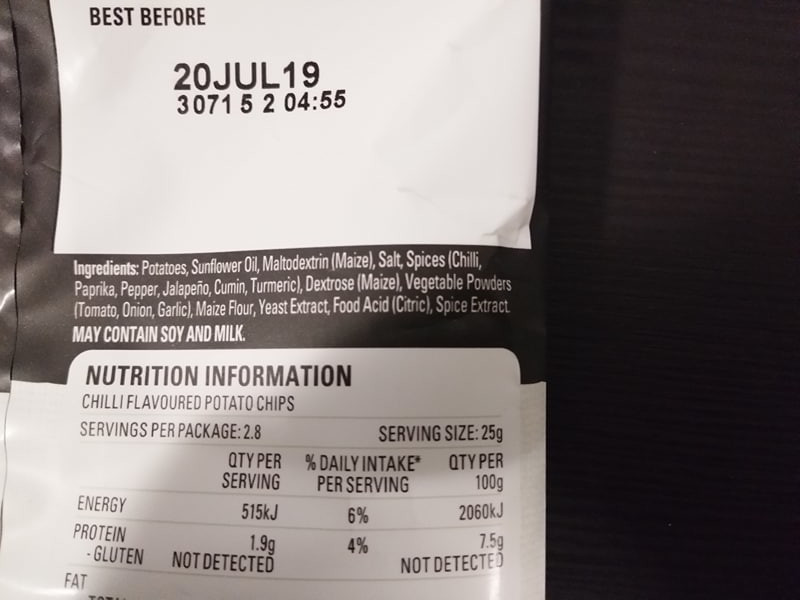 BEST BEFORE
20JUL19
3071 5 2 04:55
Ingredients: Potatoes, Sunflower Oil, Maltodextrin (Maize), Salt, Spices (Chilli,
Paprika, Pepper, Jalapeño, Cumin, Turmeric), Dextrose (Maize), Vegetable Powders
(Tomato, Onion, Garlic), Maize Flour, Yeast Extract, Food Acid (Citric), Spice Extract.
MAY CONTAIN SOY AND MILK.
NUTRITION INFORMATION
CHILLI FLAVOURED POTATO CHIPS
SERVINGS PER PACKAGE: 2.8 SERVING SIZE: 25g
QTY PER % DAILY INTAKE* QTY PER
SERVING PER SERVING 100g
ENERGY 515kJ 6% 2060kJ
PROTEIN 1.9g 4% 7.5g
- GLUTEN NOT DETECTED NOT DETECTED
FAT